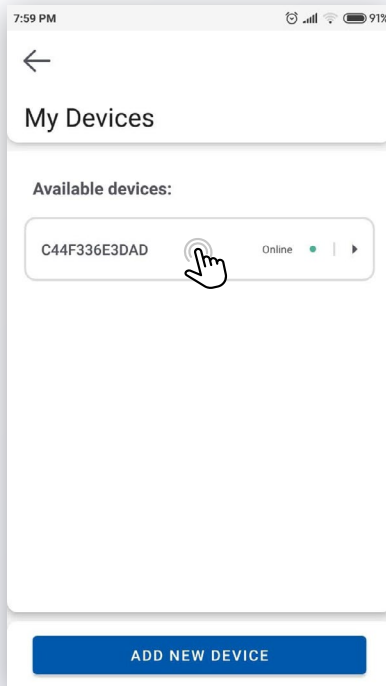 7:59 PM 91%
My Devices
Available devices:
C44F336E3DAD Online
ADD NEW DEVICE